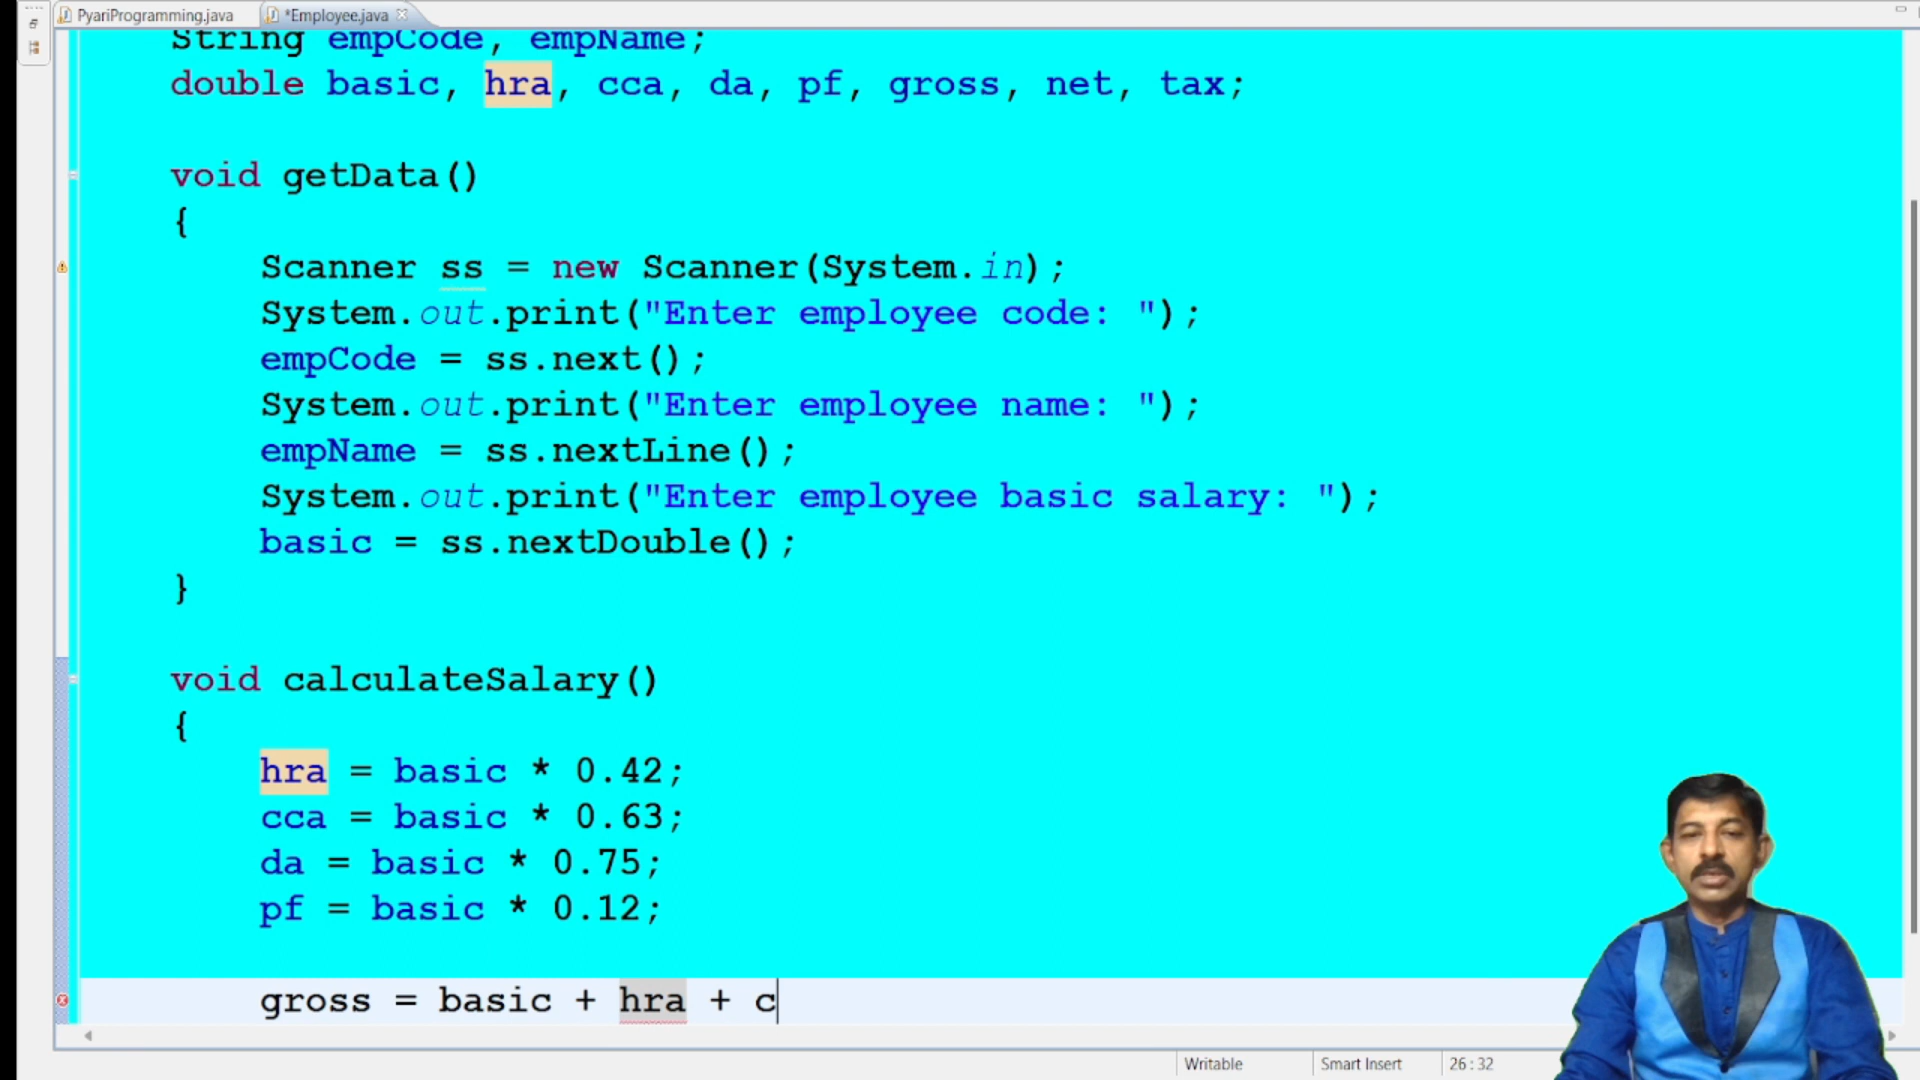 PyariProgramming.java *Employee.java
String empCode, empName;
double basic, hra, cca, da, pf, gross, net, tax;
void getData()
{
Scanner ss = new Scanner(System.in);
System.out.print("Enter employee code: ");
empCode = ss.next();
System.out.print("Enter employee name: ");
empName = ss.nextLine();
System.out.print("Enter employee basic salary: ");
basic = ss.nextDouble();
}
void calculateSalary()
{
hra = basic * 0.42;
cca = basic * 0.63;
da = basic * 0.75;
pf = basic * 0.12;
gross = basic + hra + c
Writable Smart Insert 26 : 32